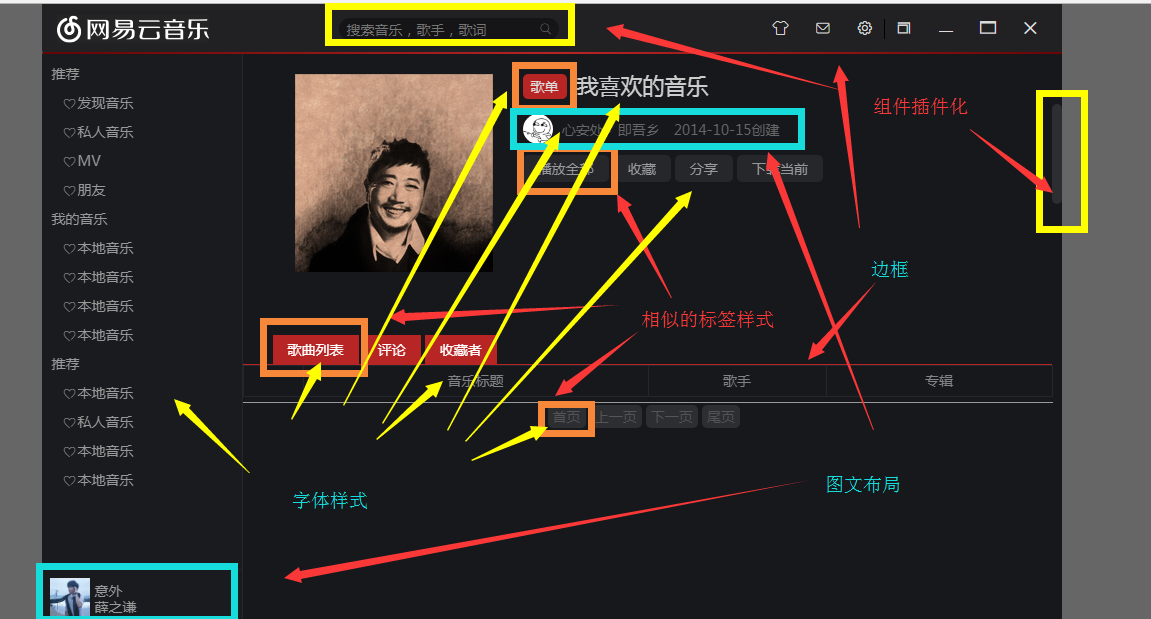 网易云音乐
搜索音乐，歌手，歌词
推荐
♡发现音乐
♡私人音乐
♡MV
♡朋友
我的音乐
♡本地音乐
♡本地音乐
♡本地音乐
♡本地音乐
推荐
♡本地音乐
♡私人音乐
♡本地音乐
♡本地音乐
意外
薛之谦
歌单 我喜欢的音乐
心安处 即吾乡 2014-10-15创建
播放全部 收藏 分享 下载当前
组件插件化
边框
相似的标签样式
歌曲列表 评论 收藏者
音乐标题 歌手 专辑
首页 上一页 下一页 尾页
字体样式
图文布局